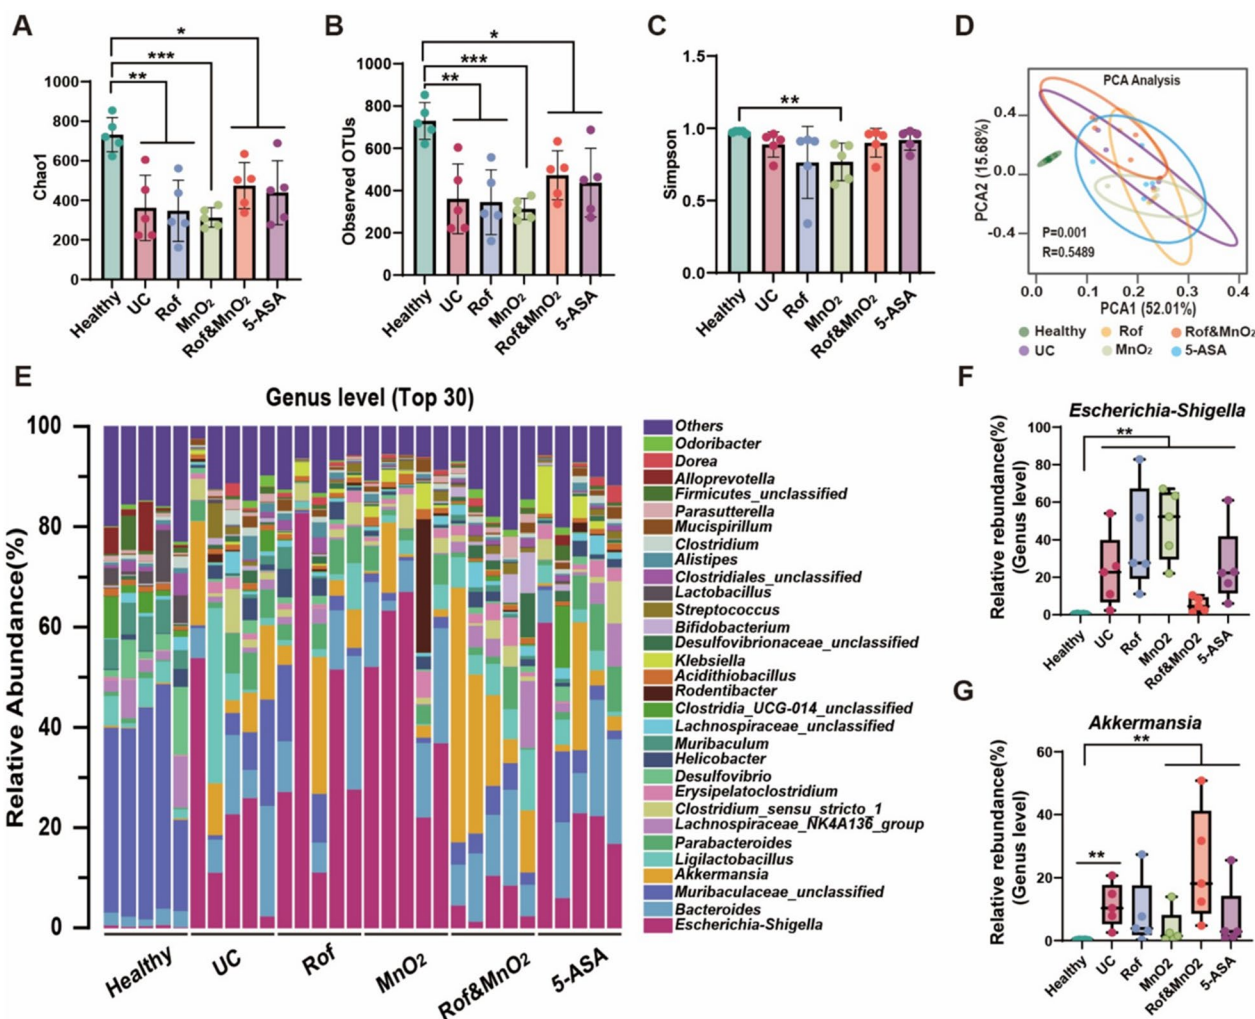 A
Chao1
1000
800
600
400
200
0
*
***
**
Healthy
UC
Rof
MnO2
Rof&MnO2
5-ASA
B
Observed OTUs
1000
800
600
400
200
0
*
***
**
Healthy
UC
Rof
MnO2
Rof&MnO2
5-ASA
C
Simpson
1.5
1.0
0.5
0.0
**
Healthy
UC
Rof
MnO2
Rof&MnO2
5-ASA
D
PCA Analysis
PCA2 (15.68%)
0.4
0.0
-0.4
P=0.001
R=0.5489
0.0
0.1
0.2
0.3
0.4
PCA1 (52.01%)
Healthy
Rof
Rof&MnO2
UC
MnO2
5-ASA
E
Genus level (Top 30)
Relative Abundance(%)
100
80
60
40
20
0
Healthy
UC
Rof
MnO2
Rof&MnO2
5-ASA
Others
Odoribacter
Dorea
Alloprevotella
Firmicutes_unclassified
Parasutterella
Mucispirillum
Clostridium
Alistipes
Clostridiales_unclassified
Lactobacillus
Streptococcus
Bifidobacterium
Desulfovibrionaceae_unclassified
Klebsiella
Acidithiobacillus
Rodentibacter
Clostridia_UCG-014_unclassified
Lachnospiraceae_unclassified
Muribaculum
Helicobacter
Desulfovibrio
Erysipelatoclostridium
Clostridium_sensu_stricto_1
Lachnospiraceae_NK4A136_group
Parabacteroides
Ligilactobacillus
Akkermansia
Muribaculaceae_unclassified
Bacteroides
Escherichia-Shigella
F
Escherichia-Shigella
Relative rebundance(%)
(Genus level)
100
80
60
40
20
0
**
Healthy
UC
Rof
MnO2
Rof&MnO2
5-ASA
G
Akkermansia
Relative rebundance(%)
(Genus level)
60
40
20
0
**
**
Healthy
UC
Rof
MnO2
Rof&MnO2
5-ASA